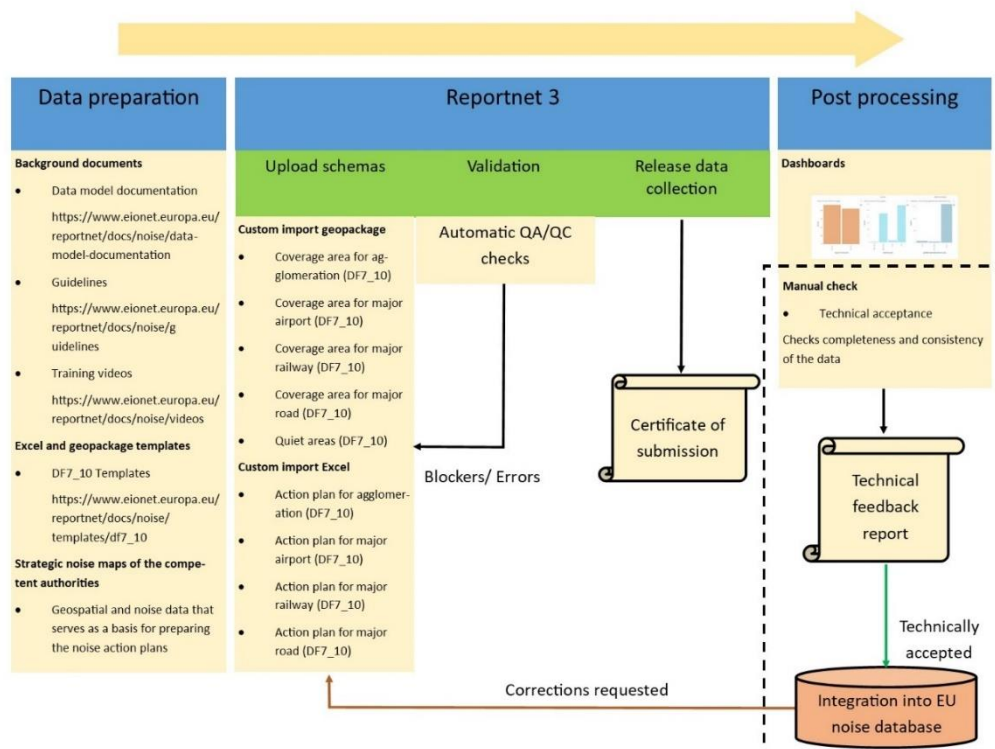 Data preparation
Background documents
• Data model documentation
https://www.eionet.europa.eu/
reportnet/docs/noise/data-
model-documentation
• Guidelines
https://www.eionet.europa.eu/
reportnet/docs/noise/g
uidelines
• Training videos
https://www.eionet.europa.eu/
reportnet/docs/noise/videos
Excel and geopackage templates
• DF7_10 Templates
https://www.eionet.europa.eu/
reportnet/docs/noise/
templates/df7_10
Strategic noise maps of the compe-
tent authorities
• Geospatial and noise data that
serves as a basis for preparing
the noise action plans
Reportnet 3
Upload schemas
Custom import geopackage
• Coverage area for ag-
glomeration (DF7_10)
• Coverage area for major
airport (DF7_10)
• Coverage area for major
railway (DF7_10)
• Coverage area for major
road (DF7_10)
• Quiet areas (DF7_10)
Custom import Excel
• Action plan for agglomer-
ation (DF7_10)
• Action plan for major
airport (DF7_10)
• Action plan for major
railway (DF7_10)
• Action plan for major
road (DF7_10)
Validation
Automatic QA/QC
checks
Blockers/ Errors
Release data
collection
Certificate of
submission
Post processing
Dashboards
Manual check
• Technical acceptance
Checks completeness and consistency
of the data
Technical
feedback
report
Technically
accepted
Integration into EU
noise database
Corrections requested